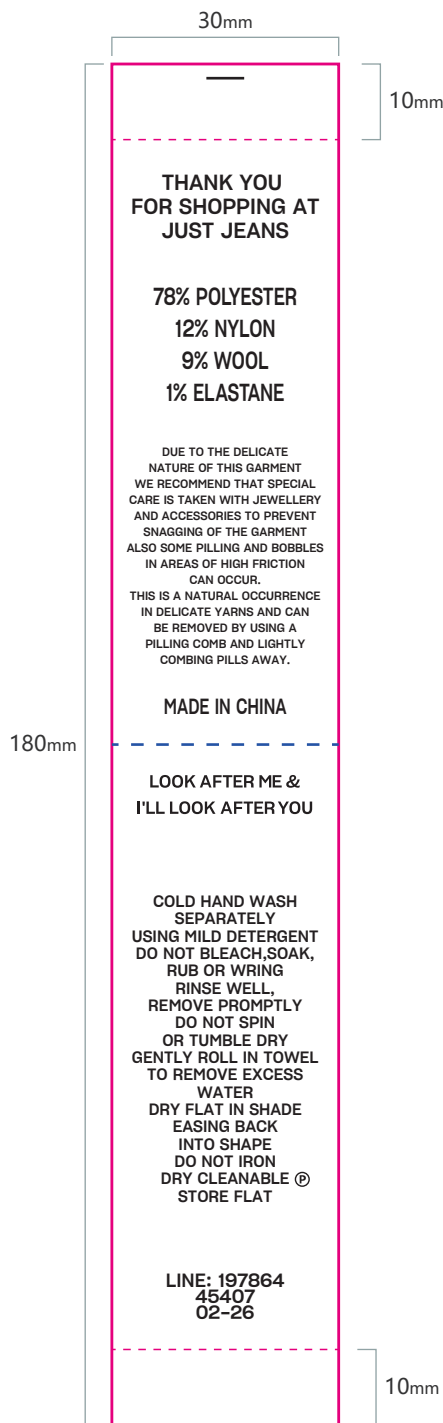 30mm
10mm
THANK YOU
FOR SHOPPING AT
JUST JEANS
78% POLYESTER
12% NYLON
9% WOOL
1% ELASTANE
DUE TO THE DELICATE
NATURE OF THIS GARMENT
WE RECOMMEND THAT SPECIAL
CARE IS TAKEN WITH JEWELLERY
AND ACCESSORIES TO PREVENT
SNAGGING OF THE GARMENT
ALSO SOME PILLING AND BOBBLES
IN AREAS OF HIGH FRICTION
CAN OCCUR.
THIS IS A NATURAL OCCURRENCE
IN DELICATE YARNS AND CAN
BE REMOVED BY USING A
PILLING COMB AND LIGHTLY
COMBING PILLS AWAY.
MADE IN CHINA
180mm
LOOK AFTER ME &
I'LL LOOK AFTER YOU
COLD HAND WASH
SEPARATELY
USING MILD DETERGENT
DO NOT BLEACH,SOAK,
RUB OR WRING
RINSE WELL,
REMOVE PROMPTLY
DO NOT SPIN
OR TUMBLE DRY
GENTLY ROLL IN TOWEL
TO REMOVE EXCESS
WATER
DRY FLAT IN SHADE
EASING BACK
INTO SHAPE
DO NOT IRON
DRY CLEANABLE Ⓟ
STORE FLAT
LINE: 197864
45407
02-26
10mm